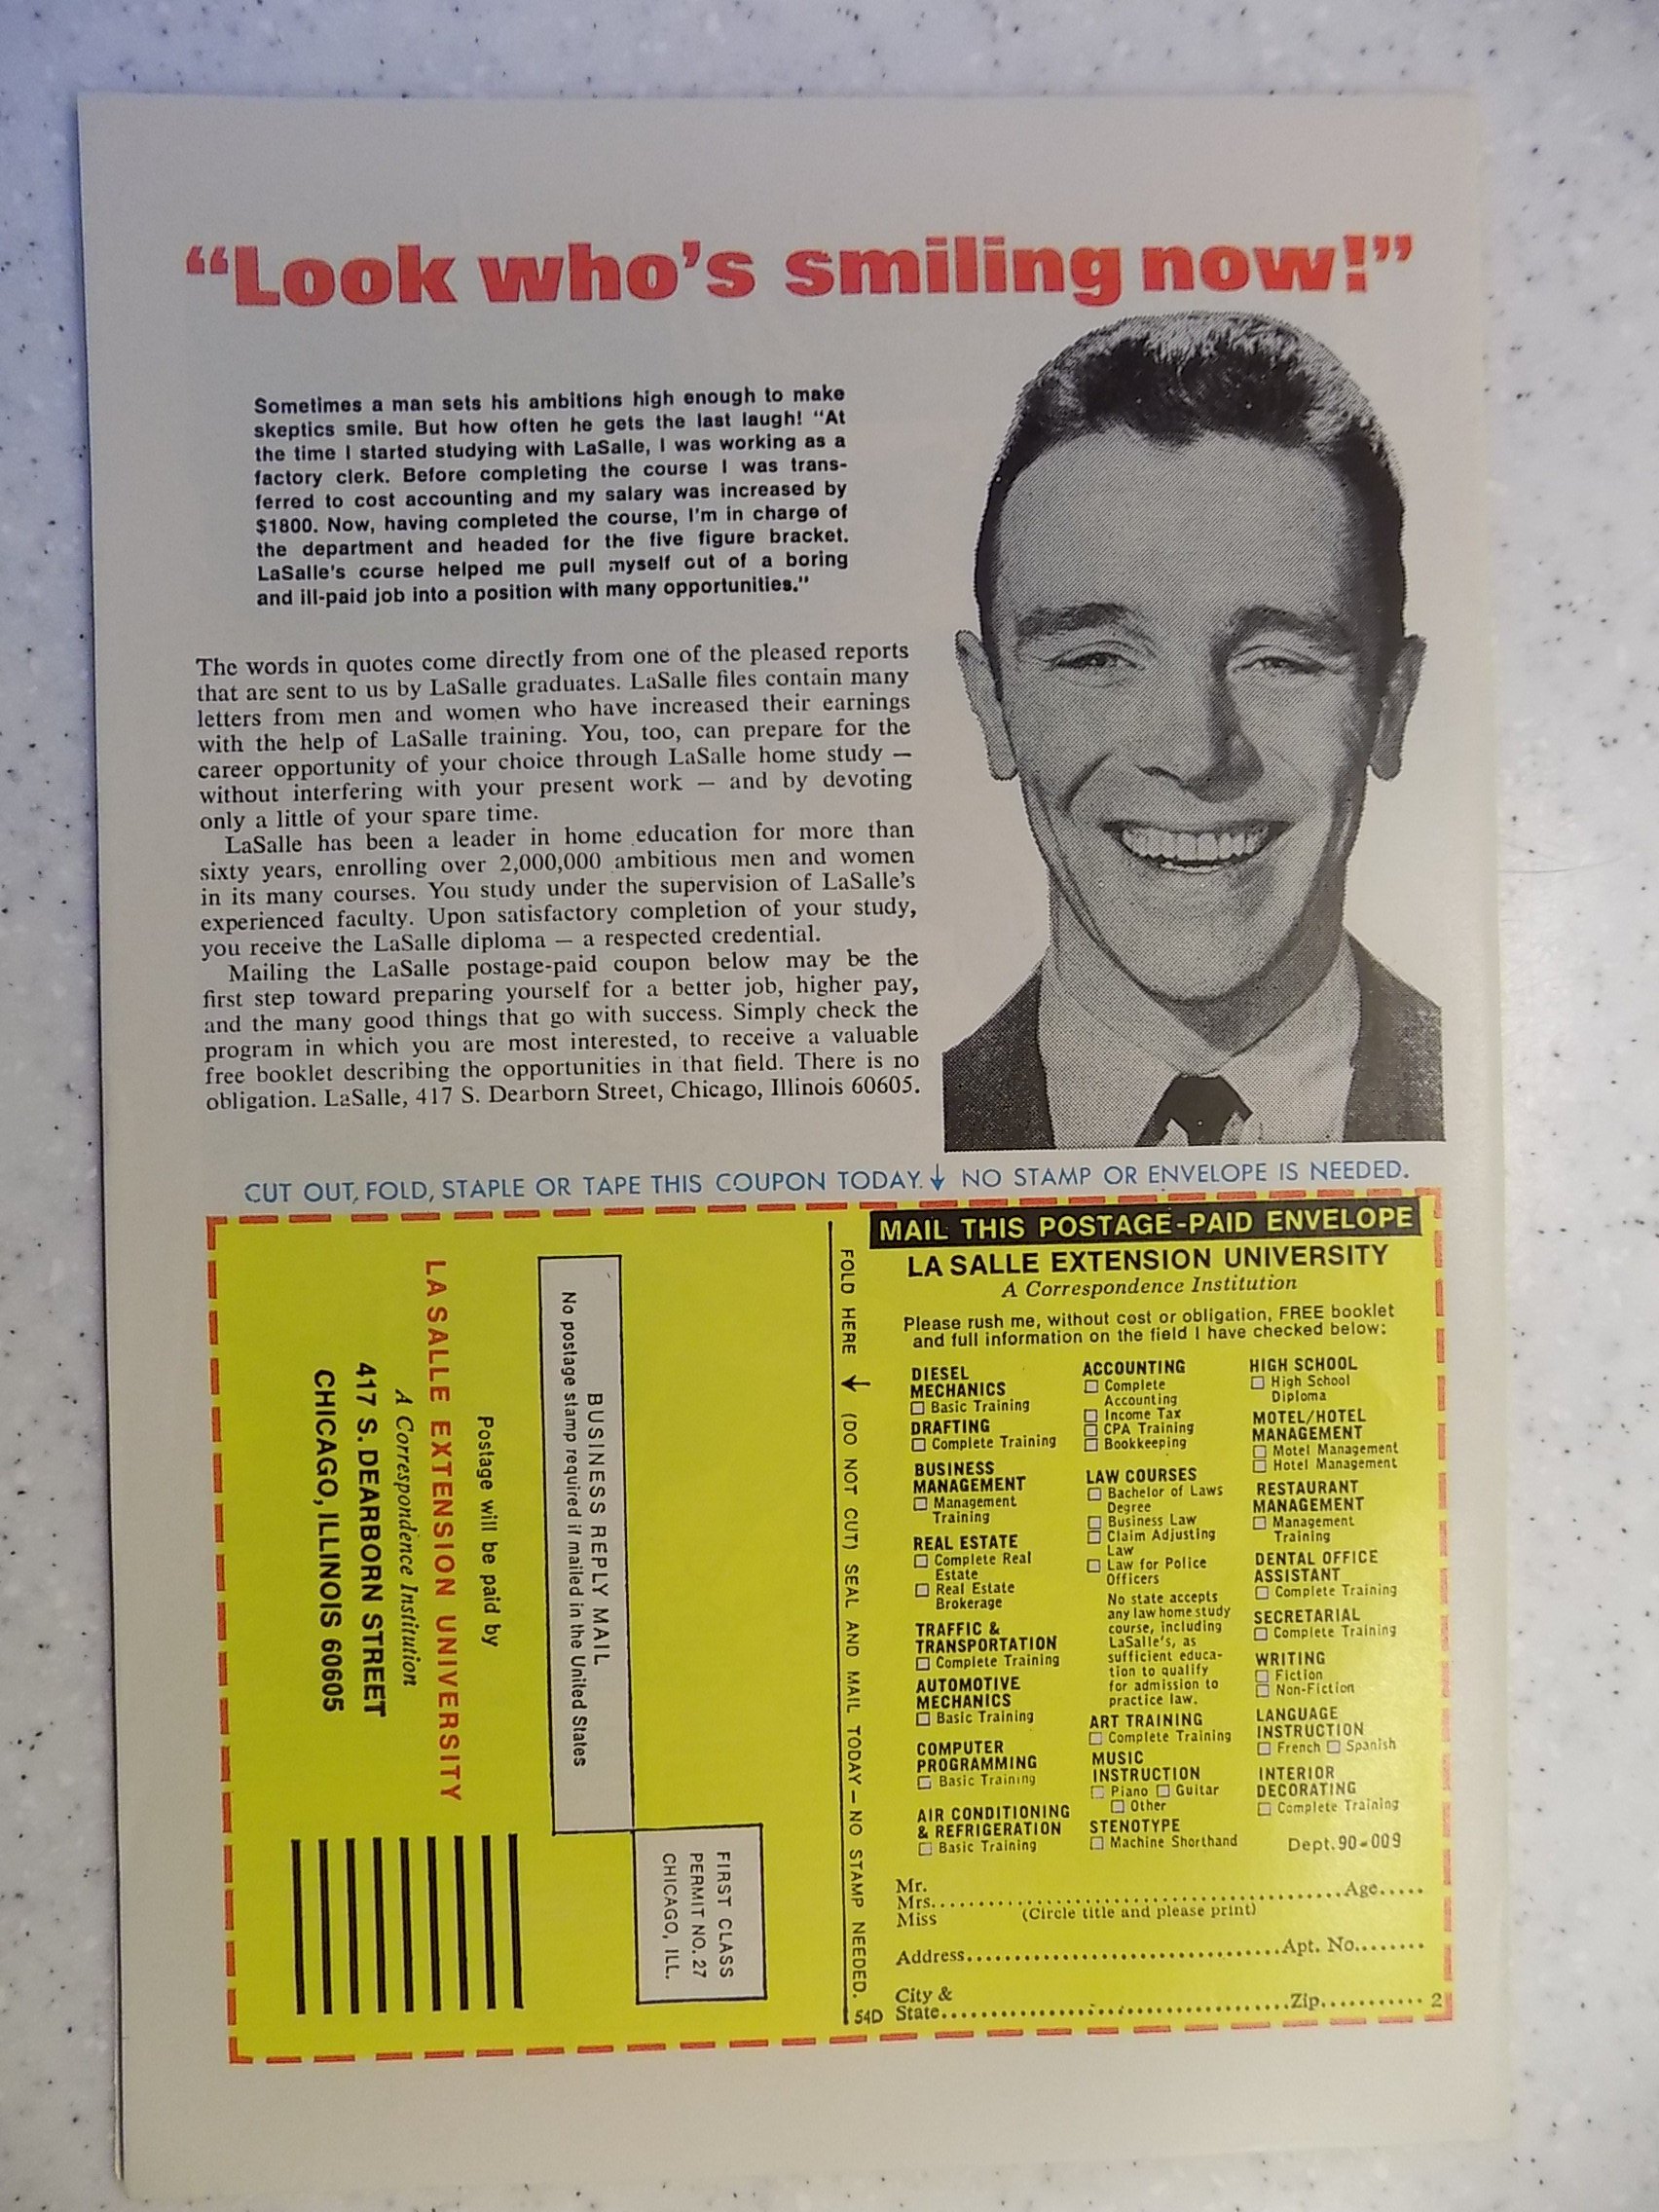 “Look who's smiling now!”
Sometimes a man sets his ambitions high enough to make
skeptics smile. But how often he gets the last laugh! “At
the time I started studying with LaSalle, I was working as a
factory clerk. Before completing the course I was trans-
ferred to cost accounting and my salary was increased by
$1800. Now, having completed the course, I'm in charge of
the department and headed for the five figure bracket.
LaSalle's course helped me pull myself out of a boring
and ill-paid job into a position with many opportunities.”
The words in quotes come directly from one of the pleased reports
that are sent to us by LaSalle graduates. LaSalle files contain many
letters from men and women who have increased their earnings
with the help of LaSalle training. You, too, can prepare for the
career opportunity of your choice through LaSalle home study —
without interfering with your present work — and by devoting
only a little of your spare time.
LaSalle has been a leader in home education for more than
sixty years, enrolling over 2,000,000 ambitious men and women
in its many courses. You study under the supervision of LaSalle's
experienced faculty. Upon satisfactory completion of your study,
you receive the LaSalle diploma — a respected credential.
Mailing the LaSalle postage-paid coupon below may be the
first step toward preparing yourself for a better job, higher pay,
and the many good things that go with success. Simply check the
program in which you are most interested, to receive a valuable
free booklet describing the opportunities in that field. There is no
obligation. LaSalle, 417 S. Dearborn Street, Chicago, Illinois 60605.
CUT OUT, FOLD, STAPLE OR TAPE THIS COUPON TODAY.↓ NO STAMP OR ENVELOPE IS NEEDED.
FIRST CLASS
PERMIT NO. 27
CHICAGO, ILL.
BUSINESS REPLY MAIL
No postage stamp required if mailed in the United States
Postage will be paid by
LA SALLE EXTENSION UNIVERSITY
A Correspondence Institution
417 S. DEARBORN STREET
CHICAGO, ILLINOIS 60605
FOLD HERE → (DO NOT CUT) SEAL AND MAIL TODAY — NO STAMP NEEDED.
54D
MAIL THIS POSTAGE-PAID ENVELOPE
LA SALLE EXTENSION UNIVERSITY
A Correspondence Institution
Please rush me, without cost or obligation, FREE booklet
and full information on the field I have checked below:
DIESEL
MECHANICS
☐ Basic Training
DRAFTING
☐ Complete Training
BUSINESS
MANAGEMENT
☐ Management
Training
REAL ESTATE
☐ Complete Real
Estate
☐ Real Estate
Brokerage
TRAFFIC &
TRANSPORTATION
☐ Complete Training
AUTOMOTIVE
MECHANICS
☐ Basic Training
COMPUTER
PROGRAMMING
☐ Basic Training
AIR CONDITIONING
& REFRIGERATION
☐ Basic Training
ACCOUNTING
☐ Complete
Accounting
☐ Income Tax
☐ CPA Training
☐ Bookkeeping
LAW COURSES
☐ Bachelor of Laws
Degree
☐ Business Law
☐ Claim Adjusting
Law
☐ Law for Police
Officers
No state accepts
any law home study
course, including
LaSalle's, as
sufficient educa-
tion to qualify
for admission to
practice law.
ART TRAINING
☐ Complete Training
MUSIC
INSTRUCTION
☐ Piano ☐ Guitar
☐ Other
STENOTYPE
☐ Machine Shorthand
HIGH SCHOOL
☐ High School
Diploma
MOTEL/HOTEL
MANAGEMENT
☐ Motel Management
☐ Hotel Management
RESTAURANT
MANAGEMENT
☐ Management
Training
DENTAL OFFICE
ASSISTANT
☐ Complete Training
SECRETARIAL
☐ Complete Training
WRITING
☐ Fiction
☐ Non-Fiction
LANGUAGE
INSTRUCTION
☐ French ☐ Spanish
INTERIOR
DECORATING
☐ Complete Training
Dept. 90-009
Mr.
Mrs.......................................................Age.....
Miss (Circle title and please print)
Address........................................Apt. No........
City &
State...........................................Zip........... 2